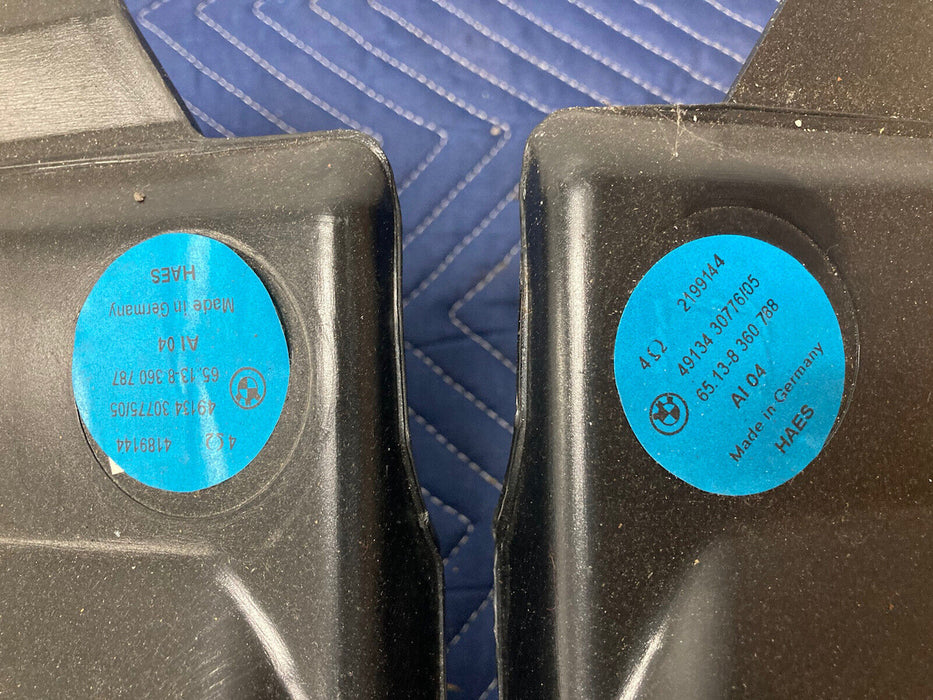 4189144
4 Ω
49134 30775/05
65.13-8 360 787
AI 04
Made in Germany
HAES
2199144
4 Ω
49134 30776/05
65.13-8 360 788
AI 04
Made in Germany
HAES